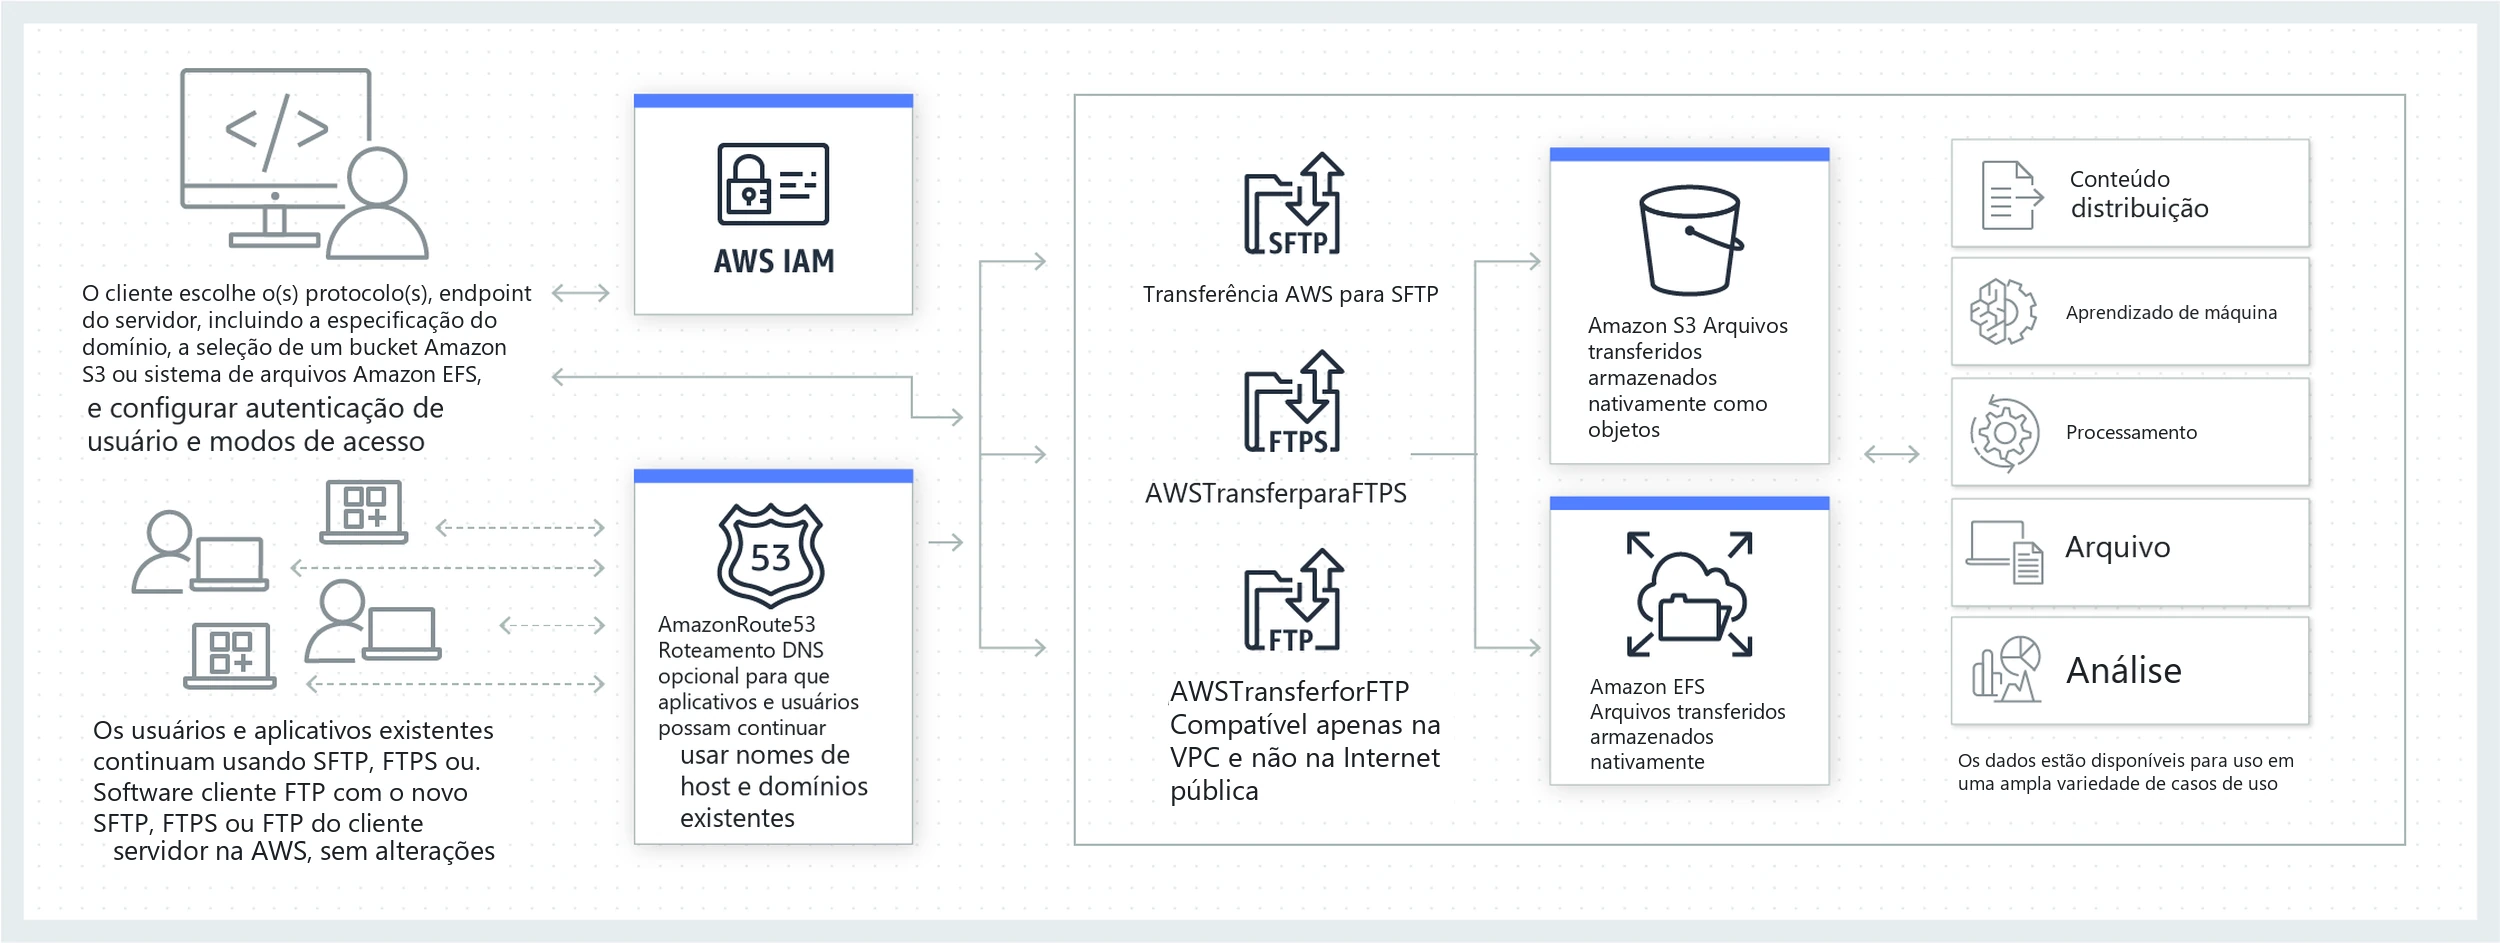 O cliente escolhe o(s) protocolo(s), endpoint
do servidor, incluindo a especificação do
domínio, a seleção de um bucket Amazon
S3 ou sistema de arquivos Amazon EFS,
e configurar autenticação de
usuário e modos de acesso
Os usuários e aplicativos existentes
continuam usando SFTP, FTPS ou.
Software cliente FTP com o novo
SFTP, FTPS ou FTP do cliente
servidor na AWS, sem alterações
AWS IAM
53
AmazonRoute53
Roteamento DNS
opcional para que
aplicativos e usuários
possam continuar
usar nomes de
host e domínios
existentes
SFTP
Transferência AWS para SFTP
FTPS
AWSTransferparaFTPS
FTP
AWSTransferforFTP
Compatível apenas na
VPC e não na Internet
pública
Amazon S3 Arquivos
transferidos
armazenados
nativamente como
objetos
Amazon EFS
Arquivos transferidos
armazenados
nativamente
Conteúdo
distribuição
Aprendizado de máquina
Processamento
Arquivo
Análise
Os dados estão disponíveis para uso em
uma ampla variedade de casos de uso